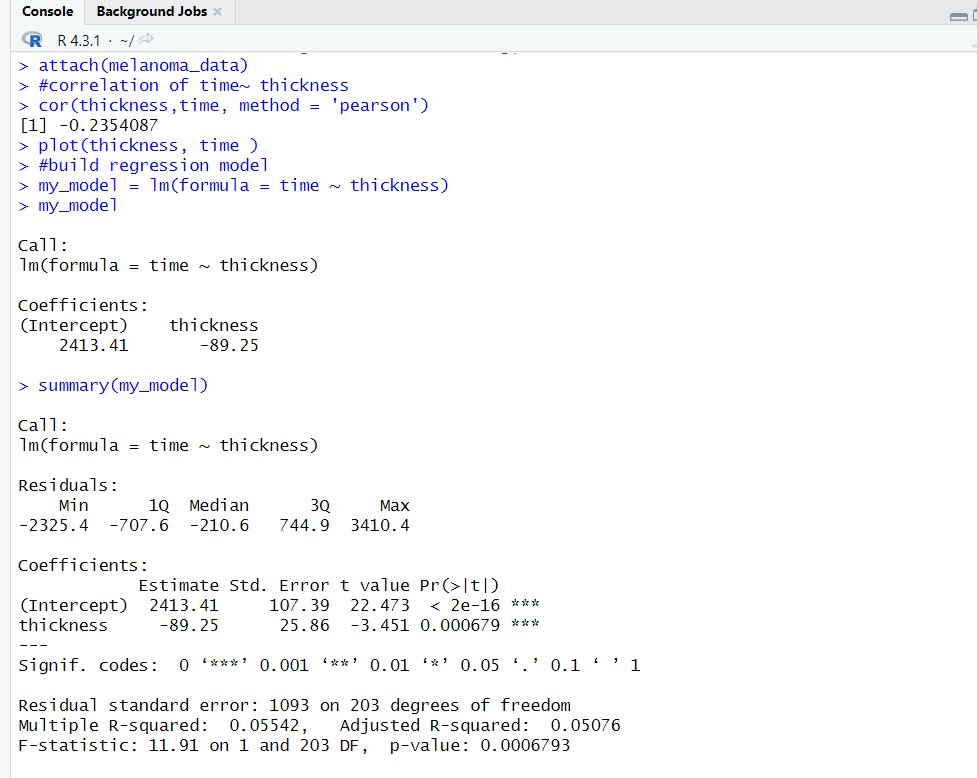 Console Background Jobs ×
R R 4.3.1 · ~/
> attach(melanoma_data)
> #correlation of time~ thickness
> cor(thickness,time, method = 'pearson')
[1] -0.2354087
> plot(thickness, time )
> #build regression model
> my_model = lm(formula = time ~ thickness)
> my_model
Call:
lm(formula = time ~ thickness)
Coefficients:
(Intercept)    thickness
    2413.41       -89.25
> summary(my_model)
Call:
lm(formula = time ~ thickness)
Residuals:
    Min      1Q  Median      3Q     Max
-2325.4  -707.6  -210.6   744.9  3410.4
Coefficients:
            Estimate Std. Error t value Pr(>|t|)
(Intercept)  2413.41     107.39  22.473  < 2e-16 ***
thickness     -89.25      25.86  -3.451 0.000679 ***
---
Signif. codes:  0 ‘***’ 0.001 ‘**’ 0.01 ‘*’ 0.05 ‘.’ 0.1 ‘ ’ 1
Residual standard error: 1093 on 203 degrees of freedom
Multiple R-squared:  0.05542,   Adjusted R-squared:  0.05076
F-statistic: 11.91 on 1 and 203 DF,  p-value: 0.0006793